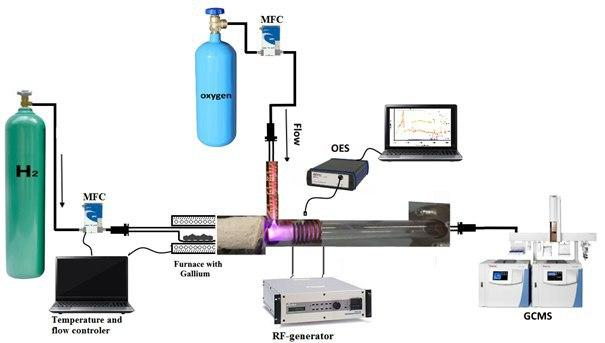 MFC
oxygen
Flow
OES
H2
MFC
Furnace with
Gallium
Temperature and
flow controler
RF-generator
GCMS